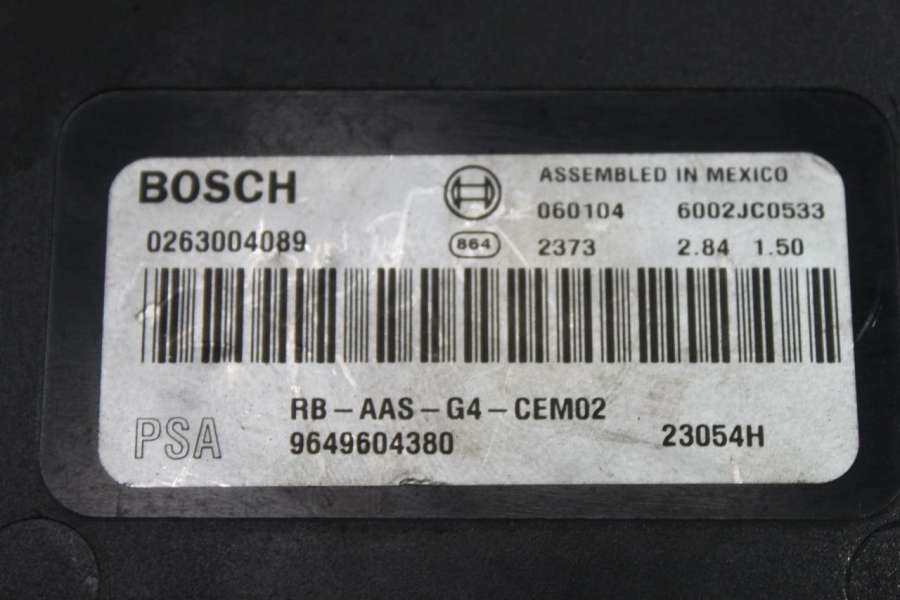 BOSCH
ASSEMBLED IN MEXICO
060104 6002JC0533
0263004089 864 2373 2.84 1.50
RB-AAS-G4-CEM02
PSA 9649604380 23054H